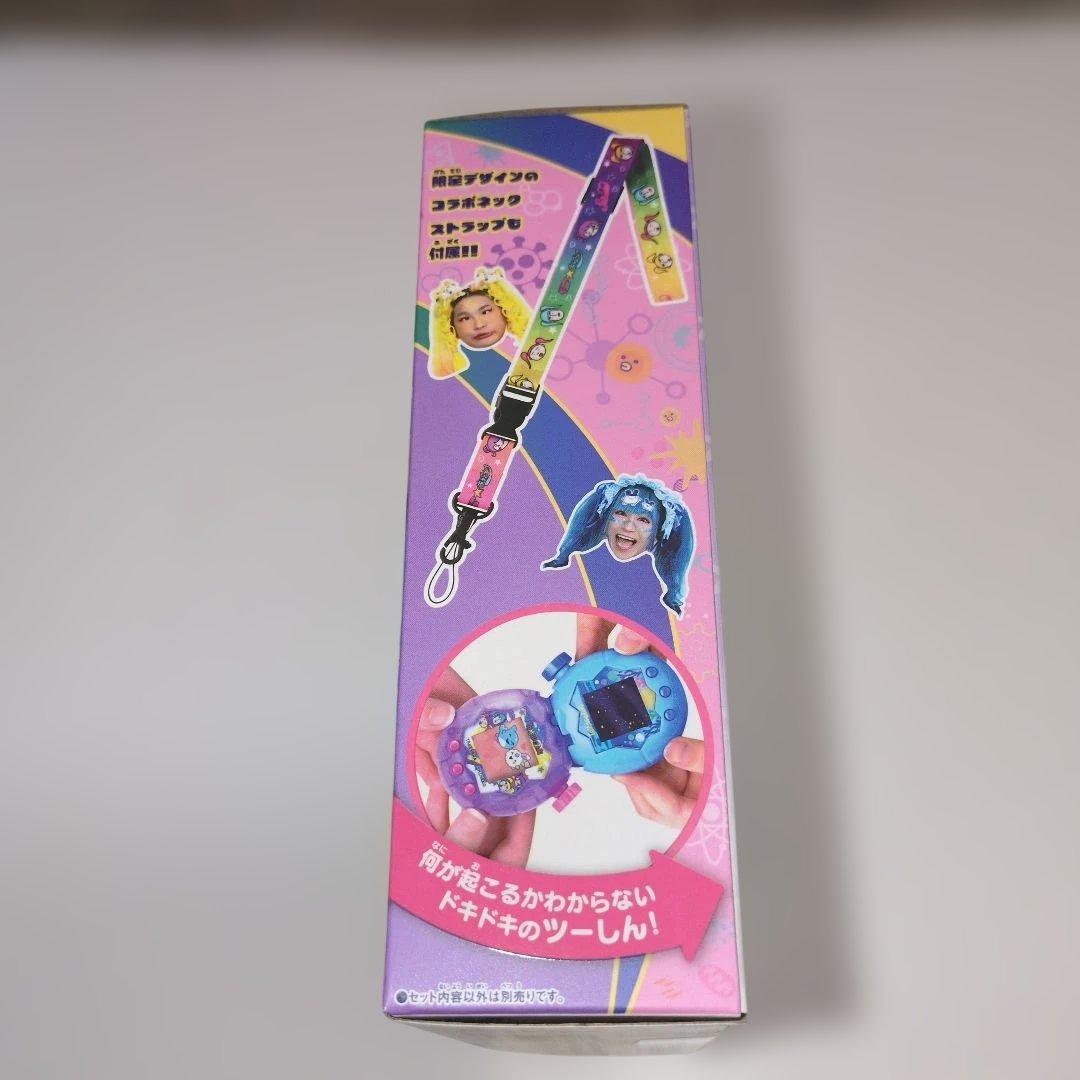 限定デザインの
コラボネック
ストラップも
付属!!
何が起こるかわからない
ドキドキのツーしん!
●セット内容以外は別売りです。